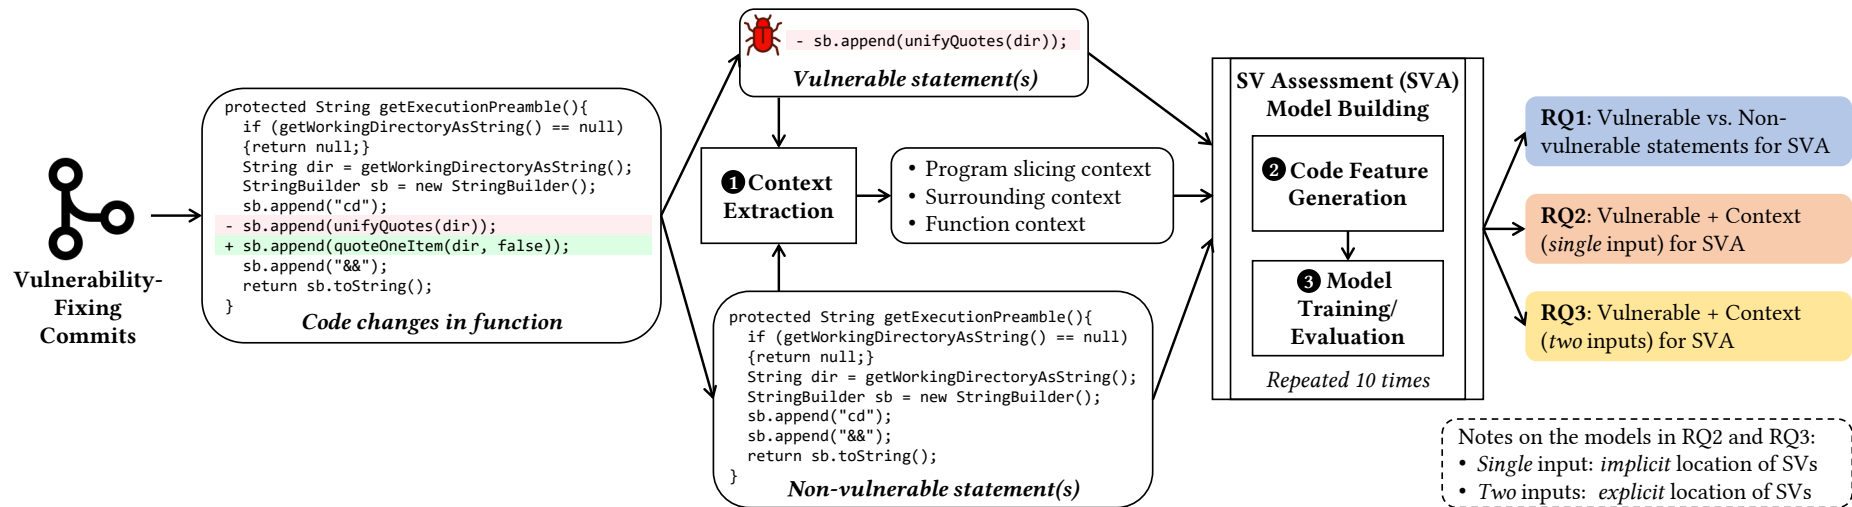 Vulnerability-
Fixing
Commits
protected String getExecutionPreamble(){
if (getWorkingDirectoryAsString() == null)
{return null;}
String dir = getWorkingDirectoryAsString();
StringBuilder sb = new StringBuilder();
sb.append("cd");
- sb.append(unifyQuotes(dir));
+ sb.append(quoteOneItem(dir, false));
sb.append("&&");
return sb.toString();
}
Code changes in function
- sb.append(unifyQuotes(dir));
Vulnerable statement(s)
1 Context
Extraction
• Program slicing context
• Surrounding context
• Function context
protected String getExecutionPreamble(){
if (getWorkingDirectoryAsString() == null)
{return null;}
String dir = getWorkingDirectoryAsString();
StringBuilder sb = new StringBuilder();
sb.append("cd");
sb.append("&&");
return sb.toString();
}
Non-vulnerable statement(s)
SV Assessment (SVA)
Model Building
2 Code Feature
Generation
3 Model
Training/
Evaluation
Repeated 10 times
RQ1: Vulnerable vs. Non-
vulnerable statements for SVA
RQ2: Vulnerable + Context
(single input) for SVA
RQ3: Vulnerable + Context
(two inputs) for SVA
Notes on the models in RQ2 and RQ3:
• Single input: implicit location of SVs
• Two inputs: explicit location of SVs